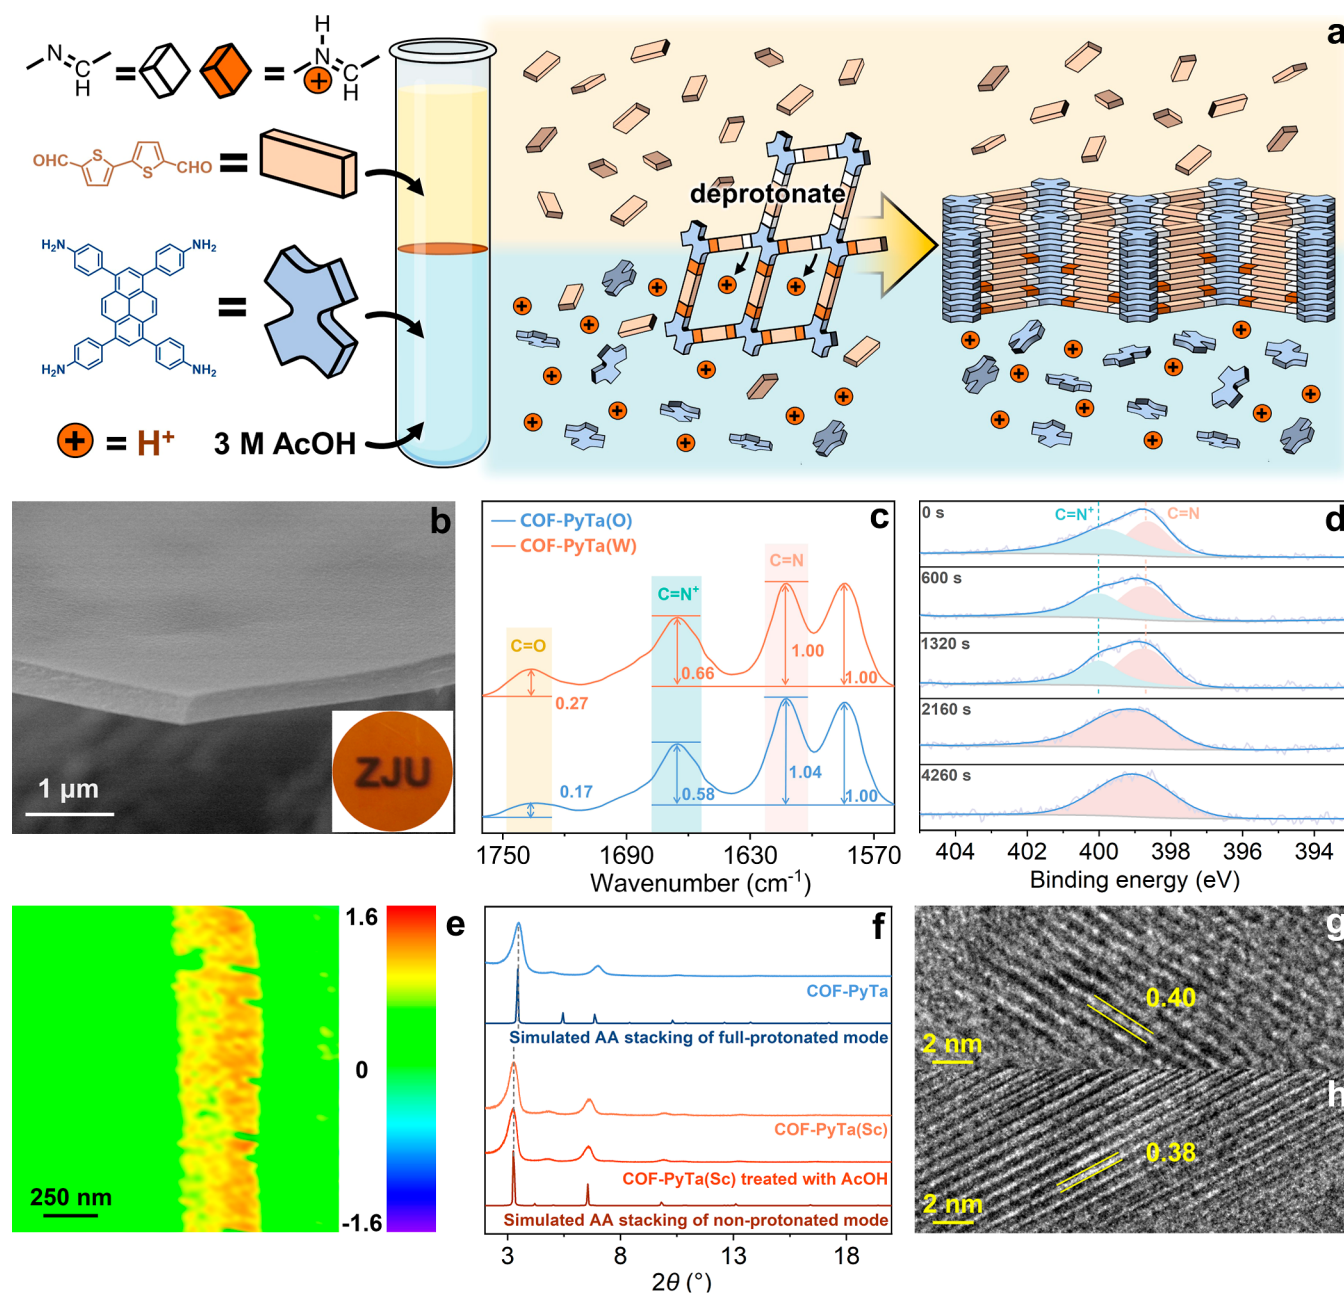 a
H
N
C
H
=
=
N
+
C
H
OHC
S
S
CHO
=
deprotonate
H₂N
NH₂
H₂N
NH₂
=
+ = H⁺ 3 M AcOH
b
1 μm
ZJU
c
COF-PyTa(O)
COF-PyTa(W)
C=O
C=N⁺
C=N
0.27
0.66
1.00
1.00
0.17
0.58
1.04
1.00
1750 1690 1630 1570
Wavenumber (cm⁻¹)
d
0 s
C=N⁺
C=N
600 s
1320 s
2160 s
4260 s
404 402 400 398 396 394
Binding energy (eV)
e
1.6
0
-1.6
250 nm
f
COF-PyTa
Simulated AA stacking of full-protonated mode
COF-PyTa(Sc)
COF-PyTa(Sc) treated with AcOH
Simulated AA stacking of non-protonated mode
3 8 13 18
2θ (°)
g
0.40
2 nm
h
0.38
2 nm